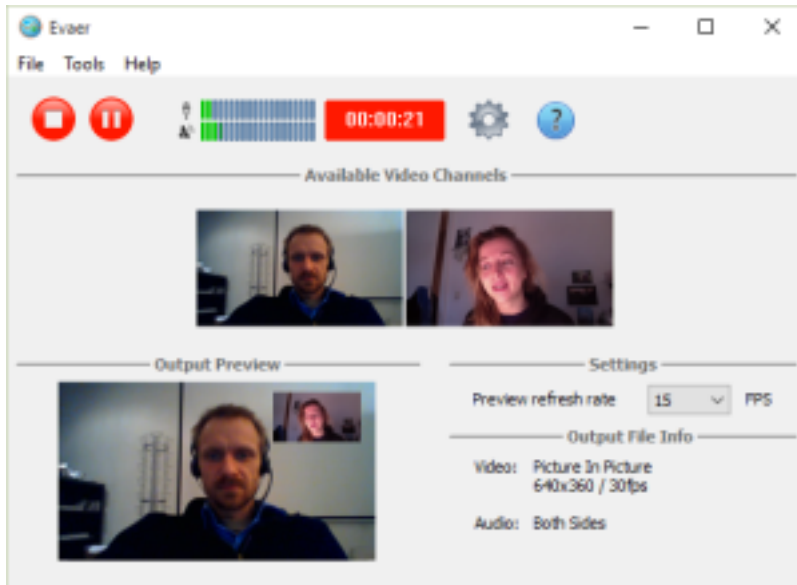 Evaer
File Tools Help
00:00:21
?
Available Video Channels
Output Preview
Settings
Preview refresh rate 15 FPS
Output File Info
Video: Picture In Picture
640x360 / 30fps
Audio: Both Sides